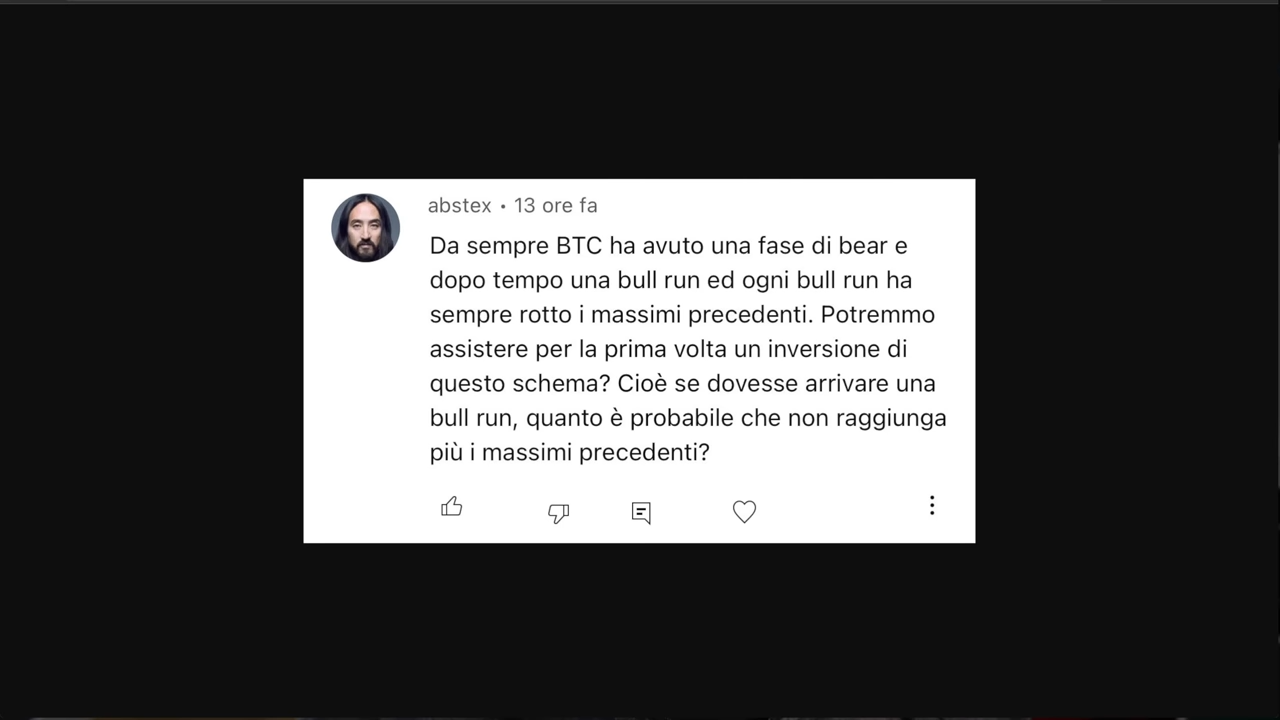 abstex • 13 ore fa
Da sempre BTC ha avuto una fase di bear e
dopo tempo una bull run ed ogni bull run ha
sempre rotto i massimi precedenti. Potremmo
assistere per la prima volta un inversione di
questo schema? Cioè se dovesse arrivare una
bull run, quanto è probabile che non raggiunga
più i massimi precedenti?